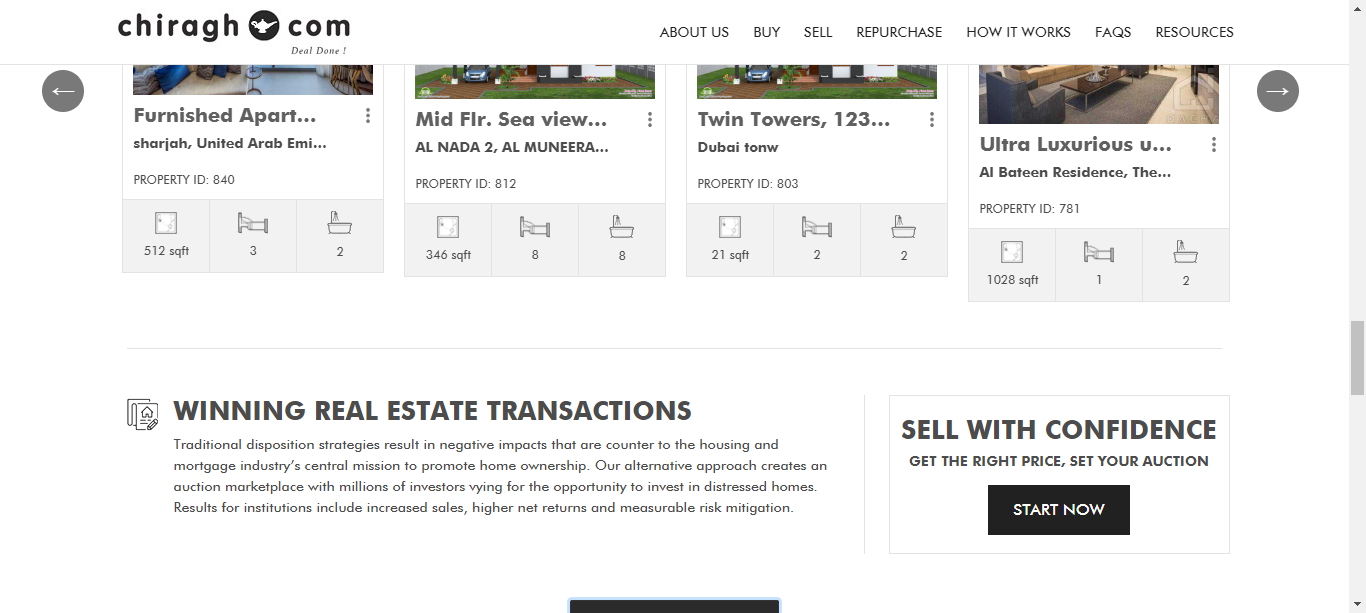 chiragh com
Deal Done !
ABOUT US BUY SELL REPURCHASE HOW IT WORKS FAQS RESOURCES
Furnished Apart...
sharjah, United Arab Emi...
PROPERTY ID: 840
512 sqft 3 2
Mid Flr. Sea view...
AL NADA 2, AL MUNEERA...
PROPERTY ID: 812
346 sqft 8 8
Twin Towers, 123...
Dubai tonw
PROPERTY ID: 803
21 sqft 2 2
Ultra Luxurious u...
Al Bateen Residence, The...
PROPERTY ID: 781
1028 sqft 1 2
WINNING REAL ESTATE TRANSACTIONS
Traditional disposition strategies result in negative impacts that are counter to the housing and
mortgage industry’s central mission to promote home ownership. Our alternative approach creates an
auction marketplace with millions of investors vying for the opportunity to invest in distressed homes.
Results for institutions include increased sales, higher net returns and measurable risk mitigation.
SELL WITH CONFIDENCE
GET THE RIGHT PRICE, SET YOUR AUCTION
START NOW